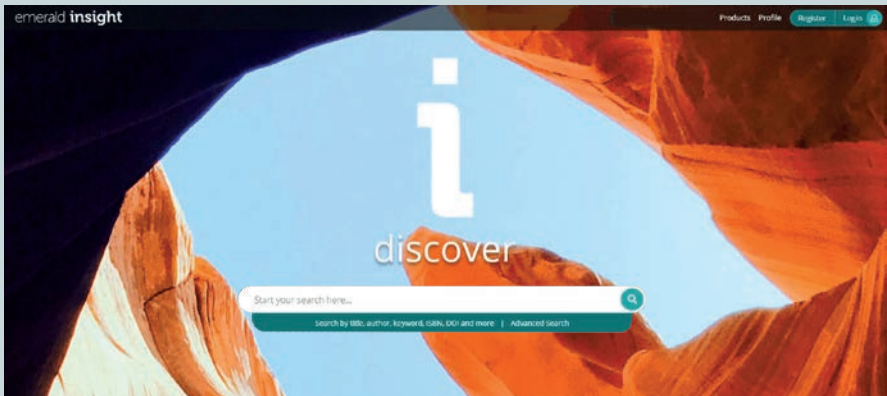 emerald insight
Products Profile Register Login
i
discover
Start your search here...
Search by title, author, keyword, ISBN, DOI and more | Advanced Search